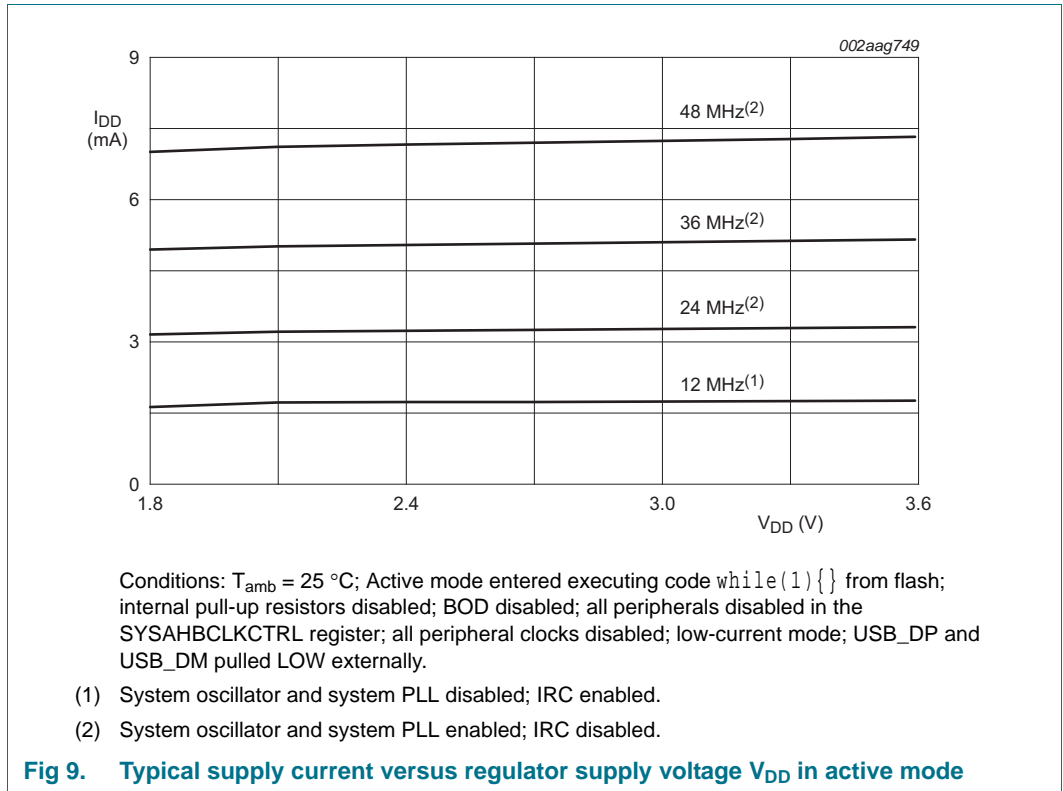 002aag749
9
I_DD
(mA)
48 MHz(2)
6
36 MHz(2)
24 MHz(2)
3
12 MHz(1)
0
1.8 2.4 3.0 3.6
V_DD (V)
Conditions: T_amb = 25 °C; Active mode entered executing code while(1){} from flash;
internal pull-up resistors disabled; BOD disabled; all peripherals disabled in the
SYSAHBCLKCTRL register; all peripheral clocks disabled; low-current mode; USB_DP and
USB_DM pulled LOW externally.
(1) System oscillator and system PLL disabled; IRC enabled.
(2) System oscillator and system PLL enabled; IRC disabled.
Fig 9. Typical supply current versus regulator supply voltage V_DD in active mode